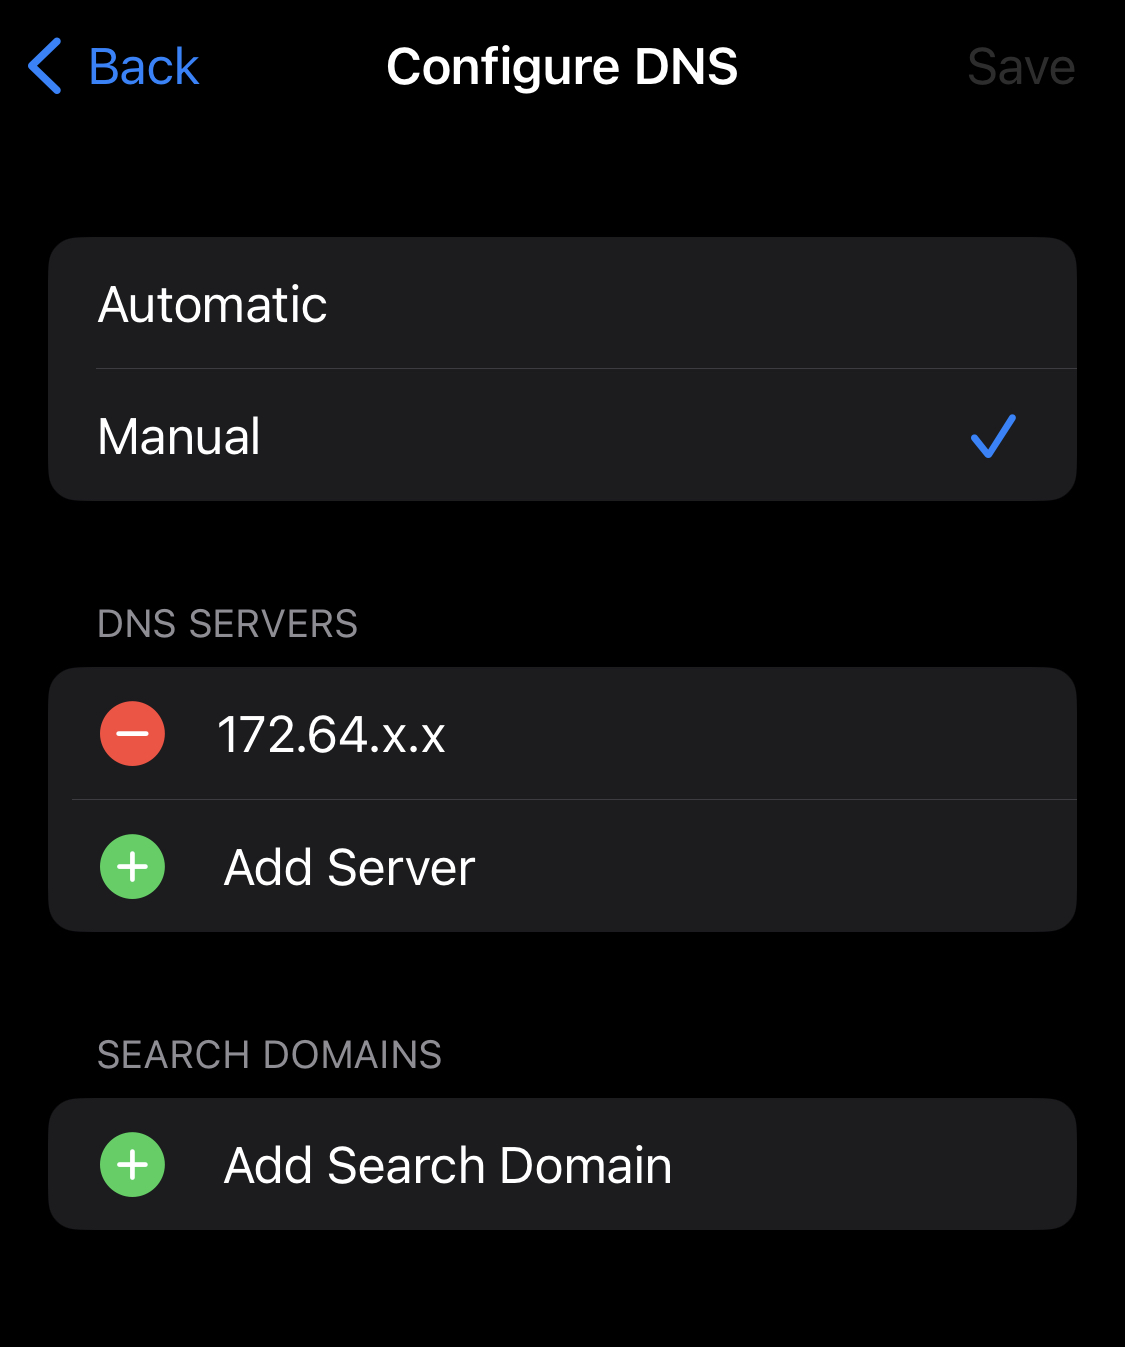 Back
Configure DNS
Save
Automatic
Manual
DNS SERVERS
172.64.x.x
Add Server
SEARCH DOMAINS
Add Search Domain